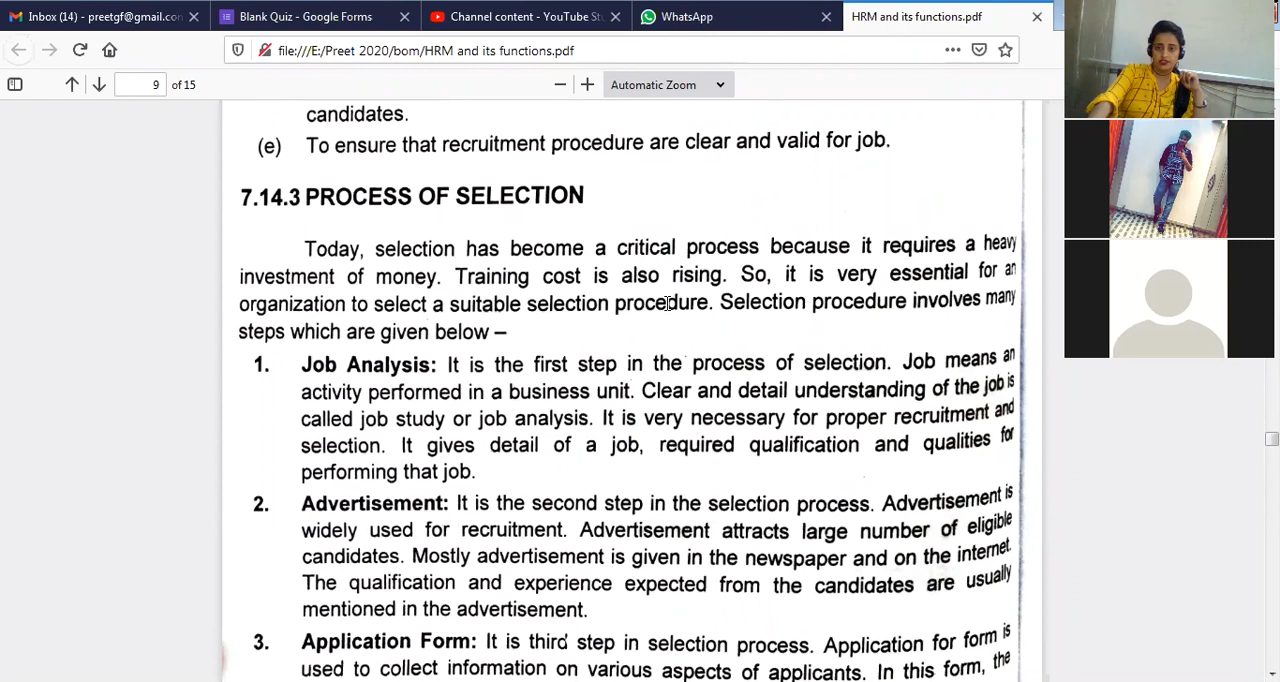 Inbox (14) - preetgf@gmail.co
Blank Quiz - Google Forms
Channel content - YouTube St
WhatsApp
HRM and its functions.pdf
file:///E:/Preet 2020/bom/HRM and its functions.pdf
9 of 15
Automatic Zoom
candidates.
(e) To ensure that recruitment procedure are clear and valid for job.
7.14.3 PROCESS OF SELECTION
Today, selection has become a critical process because it requires a heavy
investment of money. Training cost is also rising. So, it is very essential for an
organization to select a suitable selection procedure. Selection procedure involves many
steps which are given below –
1. Job Analysis: It is the first step in the process of selection. Job means an
activity performed in a business unit. Clear and detail understanding of the job is
called job study or job analysis. It is very necessary for proper recruitment and
selection. It gives detail of a job, required qualification and qualities for
performing that job.
2. Advertisement: It is the second step in the selection process. Advertisement is
widely used for recruitment. Advertisement attracts large number of eligible
candidates. Mostly advertisement is given in the newspaper and on the internet.
The qualification and experience expected from the candidates are usually
mentioned in the advertisement.
3. Application Form: It is third step in selection process. Application for form is
used to collect information on various aspects of applicants. In this form, the